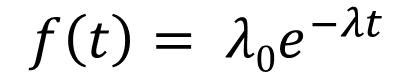 f(t) = λ₀e^{−λt}